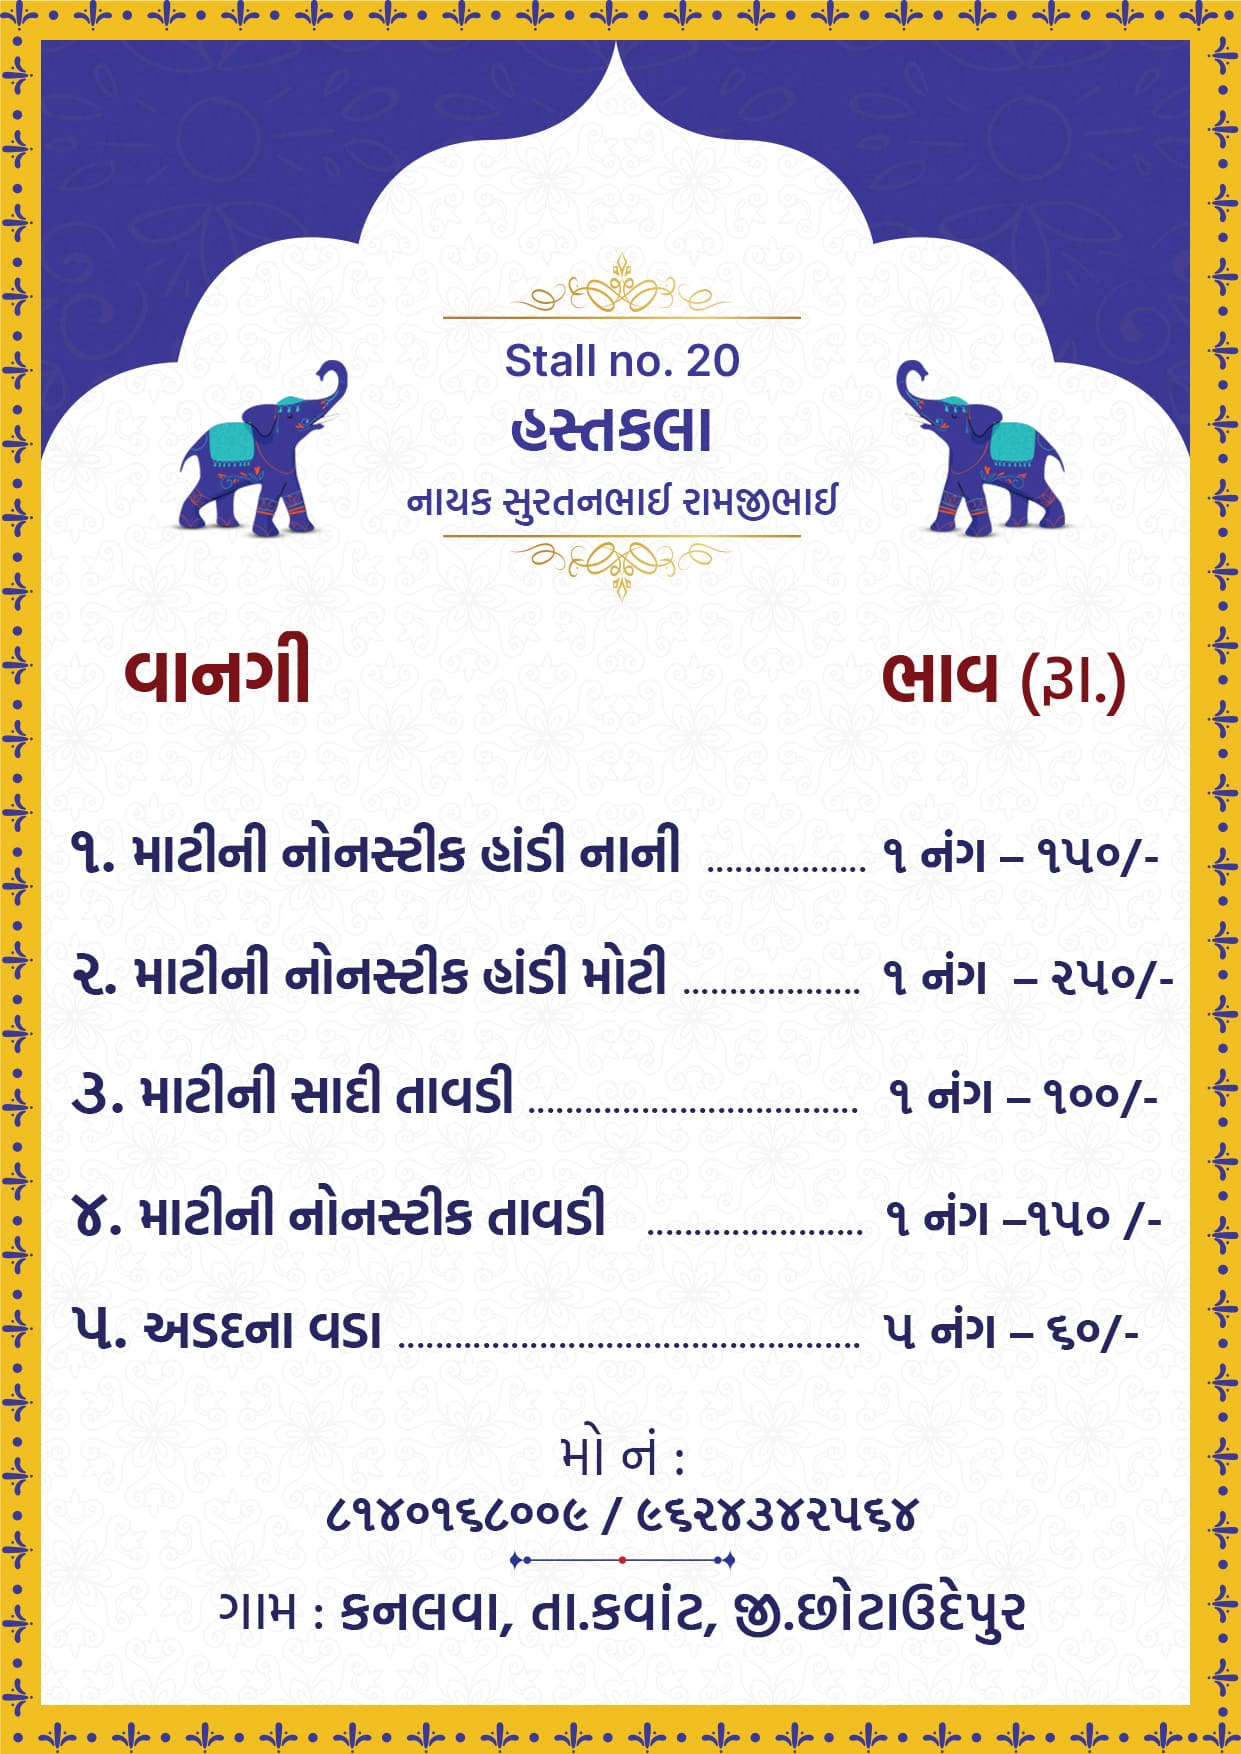 Stall no. 20
હસ્તકલા
નાયક સુરતનભાઈ રામજીભાઈ
વાનગી ભાવ (રૂા.)
૧. માટીની નોનસ્ટીક હાંડી નાની ................. ૧ નંગ – ૧૫૦/-
૨. માટીની નોનસ્ટીક હાંડી મોટી ................... ૧ નંગ – ૨૫૦/-
૩. માટીની સાદી તાવડી ................................... ૧ નંગ – ૧૦૦/-
૪. માટીની નોનસ્ટીક તાવડી ....................... ૧ નંગ –૧૫૦ /-
૫. અડદના વડા ................................................. ૫ નંગ – ૬૦/-
મો નં :
૮૧૪૦૧૬૮૦૦૯ / ૯૬૨૪૩૪૨૫૬૪
ગામ : કનલવા, તા.કવાંટ, જી.છોટાઉદેપુર